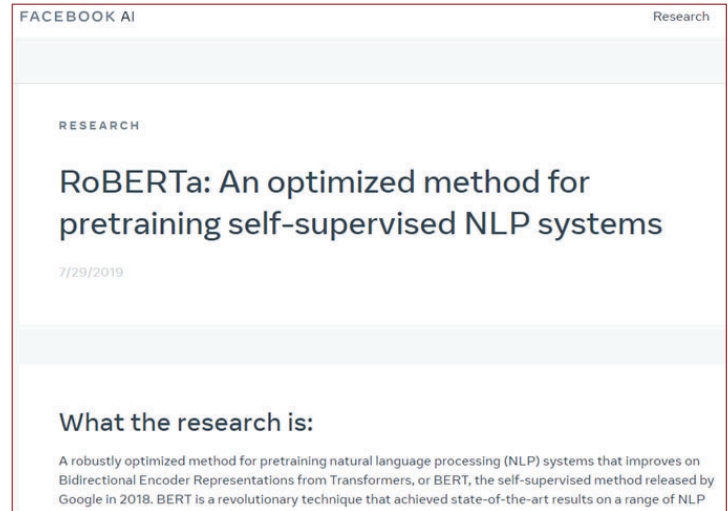 FACEBOOK AI
Research
RESEARCH
RoBERTa: An optimized method for
pretraining self-supervised NLP systems
7/29/2019
What the research is:
A robustly optimized method for pretraining natural language processing (NLP) systems that improves on
Bidirectional Encoder Representations from Transformers, or BERT, the self-supervised method released by
Google in 2018. BERT is a revolutionary technique that achieved state-of-the-art results on a range of NLP